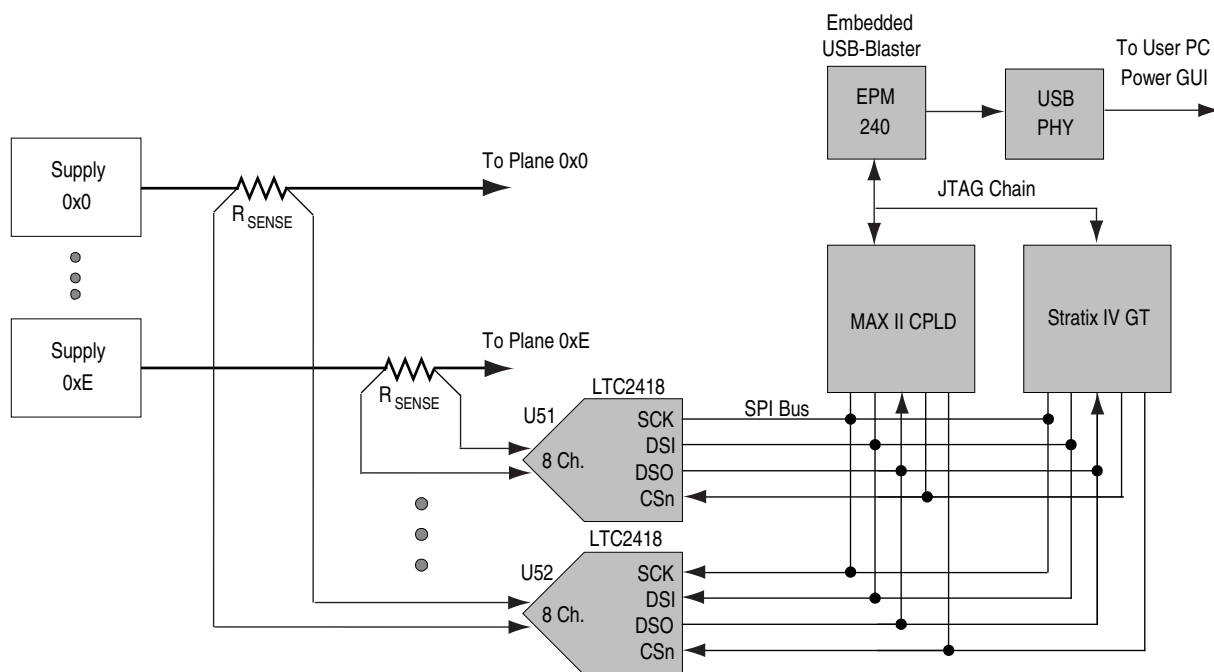 Embedded
USB-Blaster
To User PC
Power GUI
EPM
240
USB
PHY
Supply
0x0
To Plane 0x0
R SENSE
JTAG Chain
MAX II CPLD
Stratix IV GT
Supply
0xE
To Plane 0xE
R SENSE
LTC2418
U51
8 Ch.
SCK
DSI
DSO
CSn
SPI Bus
LTC2418
U52
8 Ch.
SCK
DSI
DSO
CSn